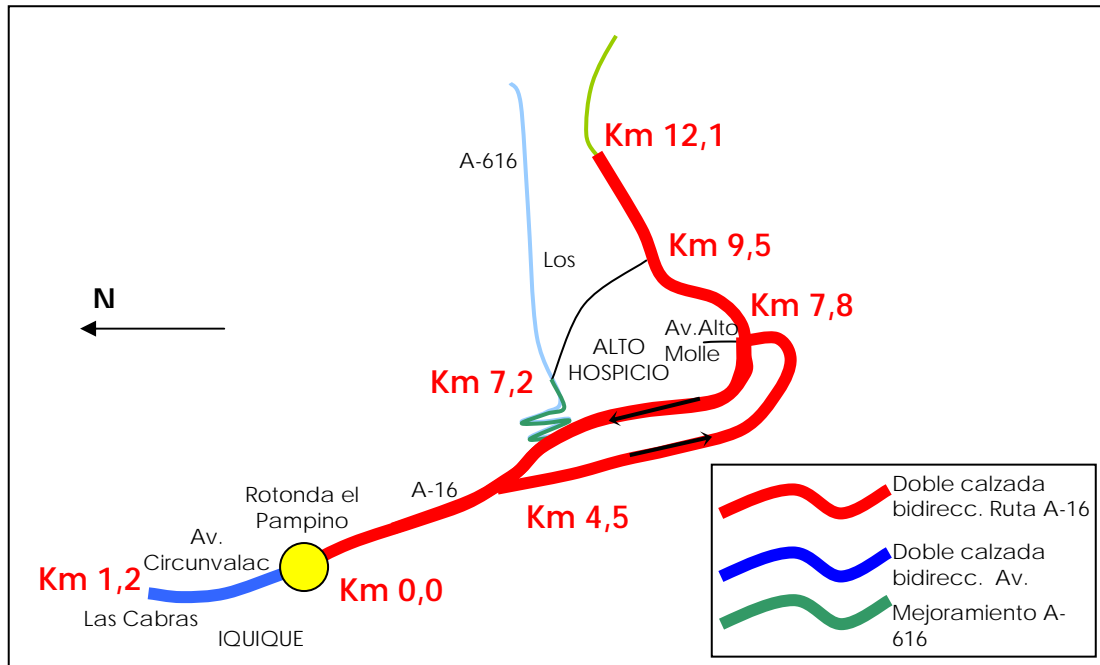 Km 12,1
A-616
Km 9,5
Los
N
Km 7,8
Av.Alto
Molle
ALTO
HOSPICIO
Km 7,2
A-16
Rotonda el
Pampino
Km 4,5
Av.
Circunvalac
Km 1,2
Km 0,0
Las Cabras
IQUIQUE
Doble calzada
bidirecc. Ruta A-16
Doble calzada
bidirecc. Av.
Mejoramiento A-
616